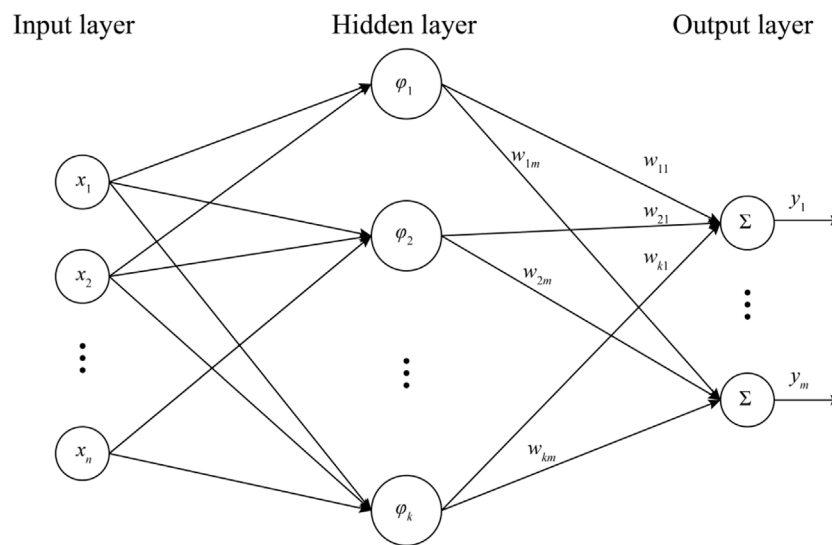 Input layer
Hidden layer
Output layer
φ₁
w₁ₘ
w₁₁
x₁
y₁
w₂₁
Σ
φ₂
wₖ₁
x₂
w₂ₘ
yₘ
Σ
xₙ
wₖₘ
φₖ